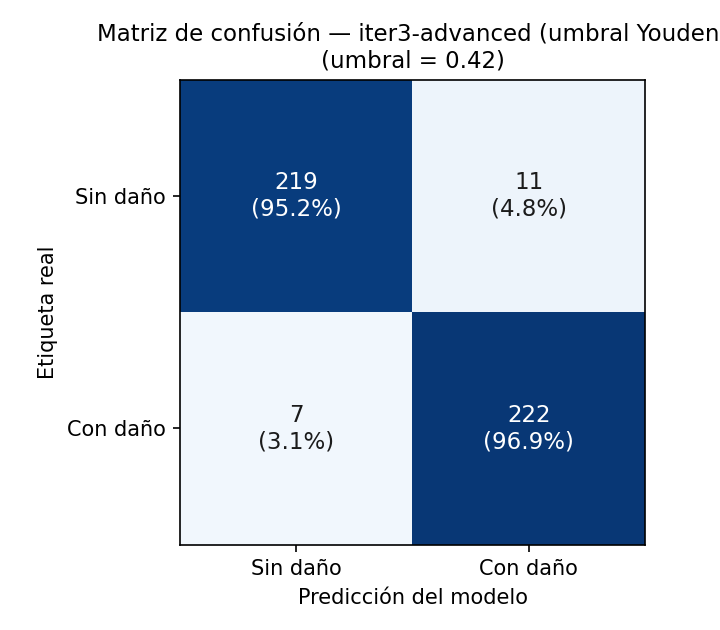 Matriz de confusión — iter3-advanced (umbral Youden
(umbral = 0.42)
Etiqueta real
Sin daño
219
(95.2%)
11
(4.8%)
Con daño
7
(3.1%)
222
(96.9%)
Sin daño
Con daño
Predicción del modelo